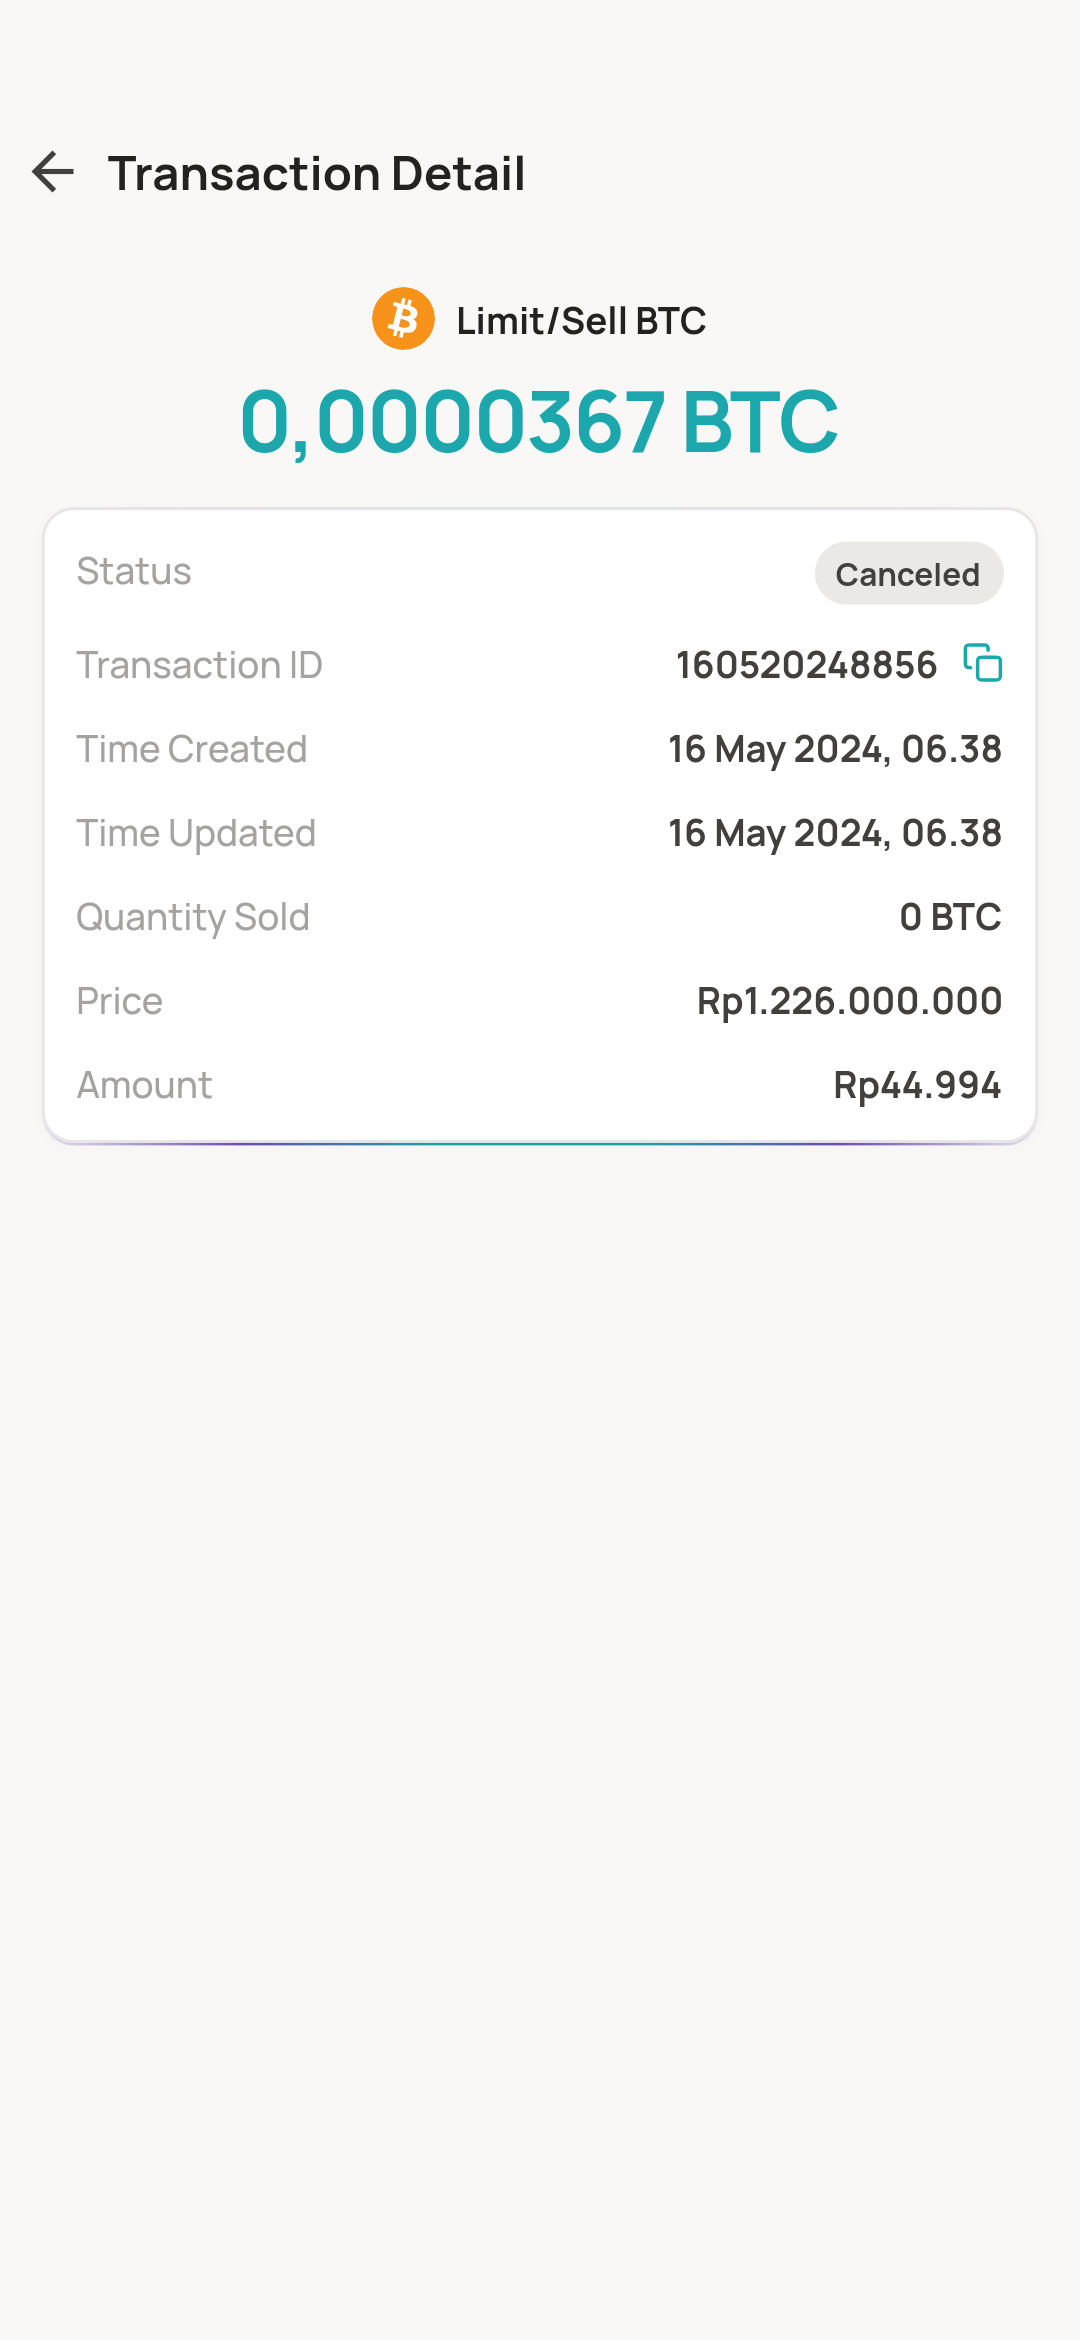 Transaction Detail
Limit/Sell BTC
0,0000367 BTC
Status Canceled
Transaction ID 160520248856
Time Created 16 May 2024, 06.38
Time Updated 16 May 2024, 06.38
Quantity Sold 0 BTC
Price Rp1.226.000.000
Amount Rp44.994